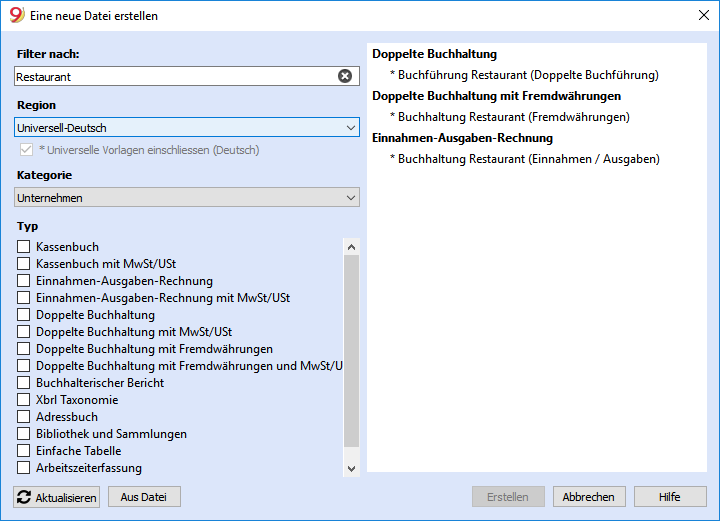 9 Eine neue Datei erstellen
Filter nach:
Restaurant
Region
Universell-Deutsch
* Universelle Vorlagen einschliessen (Deutsch)
Kategorie
Unternehmen
Typ
Kassenbuch
Kassenbuch mit MwSt/USt
Einnahmen-Ausgaben-Rechnung
Einnahmen-Ausgaben-Rechnung mit MwSt/USt
Doppelte Buchhaltung
Doppelte Buchhaltung mit MwSt/USt
Doppelte Buchhaltung mit Fremdwährungen
Doppelte Buchhaltung mit Fremdwährungen und MwSt/U
Buchhalterischer Bericht
Xbrl Taxonomie
Adressbuch
Bibliothek und Sammlungen
Einfache Tabelle
Arbeitszeiterfassung
Doppelte Buchhaltung
* Buchführung Restaurant (Doppelte Buchführung)
Doppelte Buchhaltung mit Fremdwährungen
* Buchhaltung Restaurant (Fremdwährungen)
Einnahmen-Ausgaben-Rechnung
* Buchhaltung Restaurant (Einnahmen / Ausgaben)
Aktualisieren
Aus Datei
Erstellen
Abbrechen
Hilfe